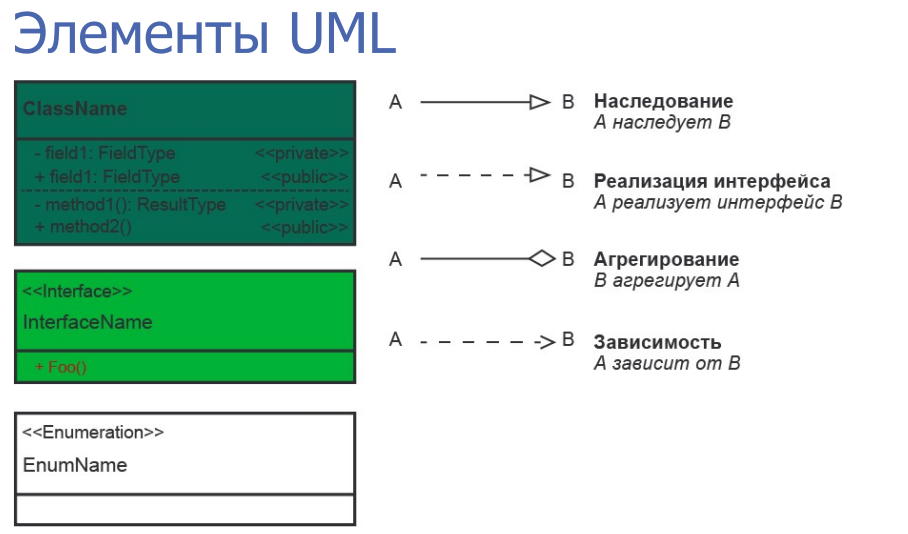 Элементы UML
ClassName
- field1: FieldType <<private>>
+ field1: FieldType <<public>>
- method1(): ResultType <<private>>
+ method2() <<public>>
<<Interface>>
InterfaceName
+ Foo()
<<Enumeration>>
EnumName
A B Наследование
A наследует B
A B Реализация интерфейса
A реализует интерфейс B
A B Агрегирование
B агрегирует A
A B Зависимость
A зависит от B